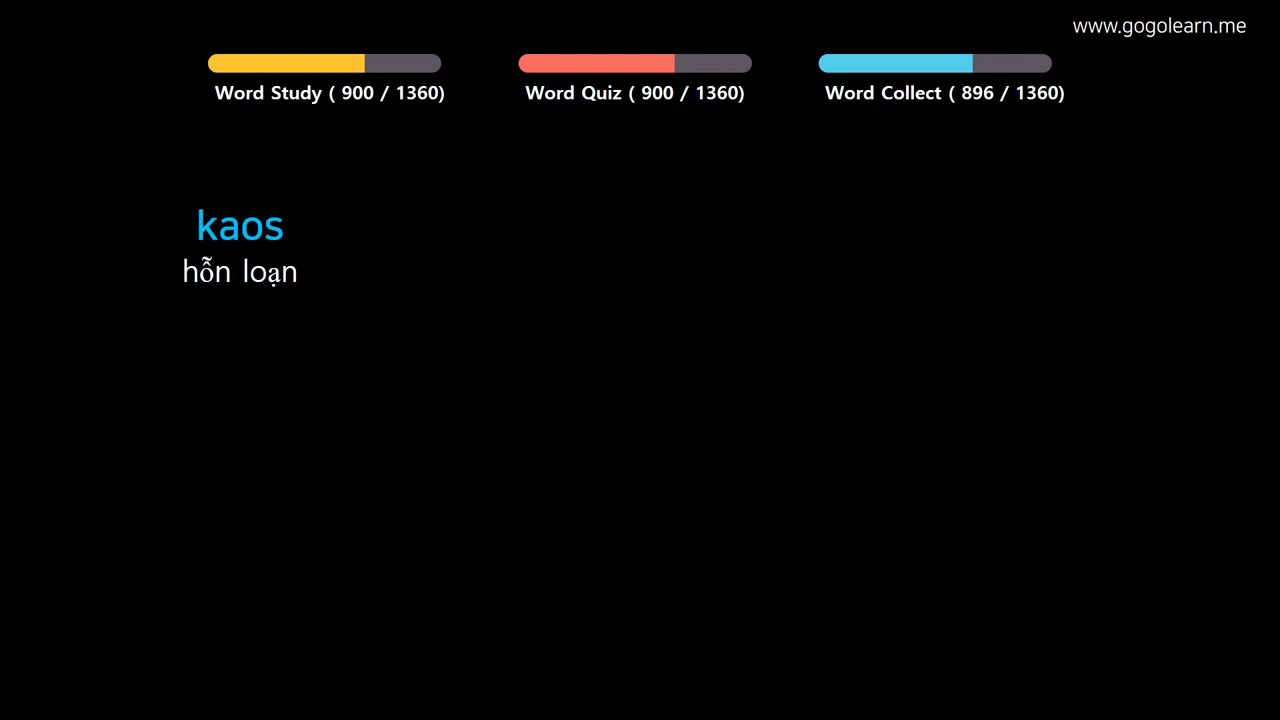 www.gogolearn.me
Word Study ( 900 / 1360)
Word Quiz ( 900 / 1360)
Word Collect ( 896 / 1360)
kaos
hỗn loạn